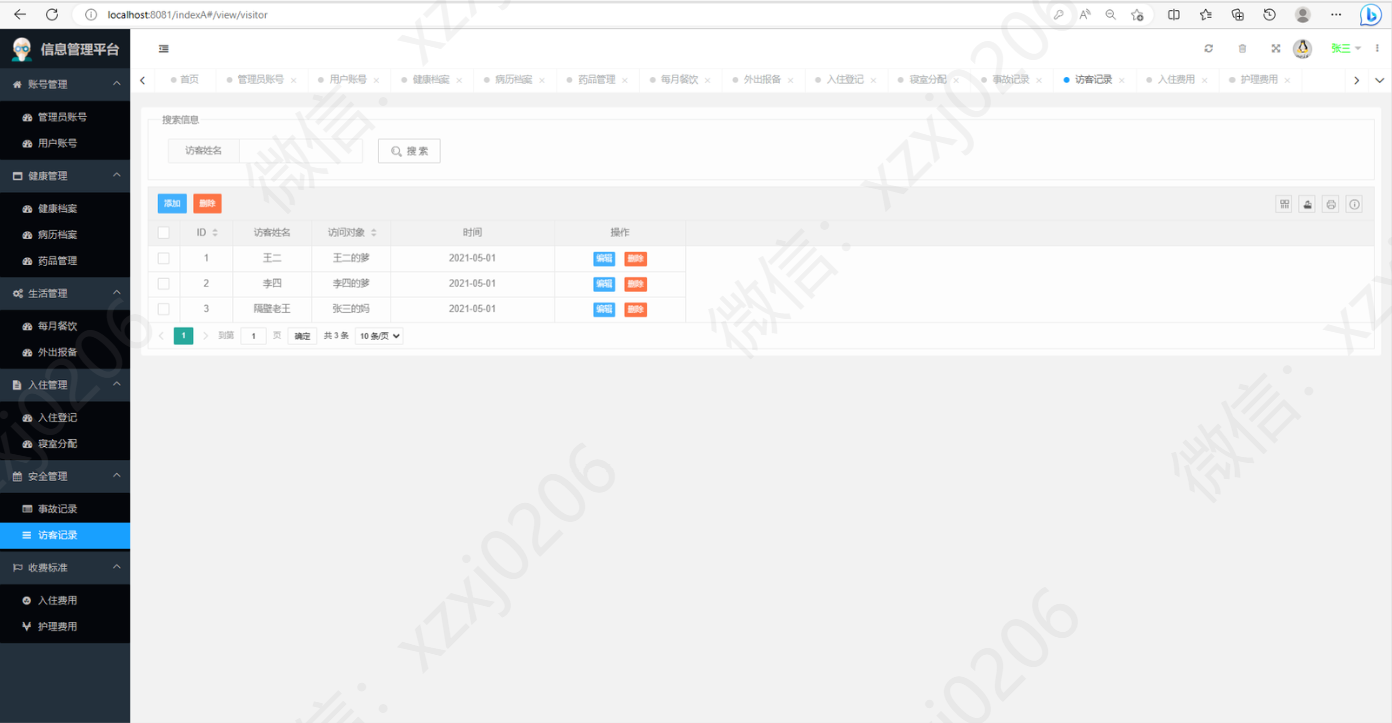 localhost:8081/indexA#/view/visitor
信息管理平台
张三
首页 管理员账号 用户账号 健康档案 病历档案 药品管理 每月餐饮 外出报备 入住登记 寝室分配 事故记录 访客记录 入住费用 护理费用
账号管理
管理员账号
用户账号
健康管理
健康档案
病历档案
药品管理
生活管理
每月餐饮
外出报备
入住管理
入住登记
寝室分配
安全管理
事故记录
访客记录
收费标准
入住费用
护理费用
搜索信息
访客姓名 搜 索
添加 删除
ID 访客姓名 访问对象 时间 操作
1 王二 王二的爹 2021-05-01 编辑 删除
2 李四 李四的爹 2021-05-01 编辑 删除
3 隔壁老王 张三的妈 2021-05-01 编辑 删除
1 到第 1 页 确定 共 3 条 10 条/页
微信: xzxj0206
微信: xzxj0206
微信: xzxj0206